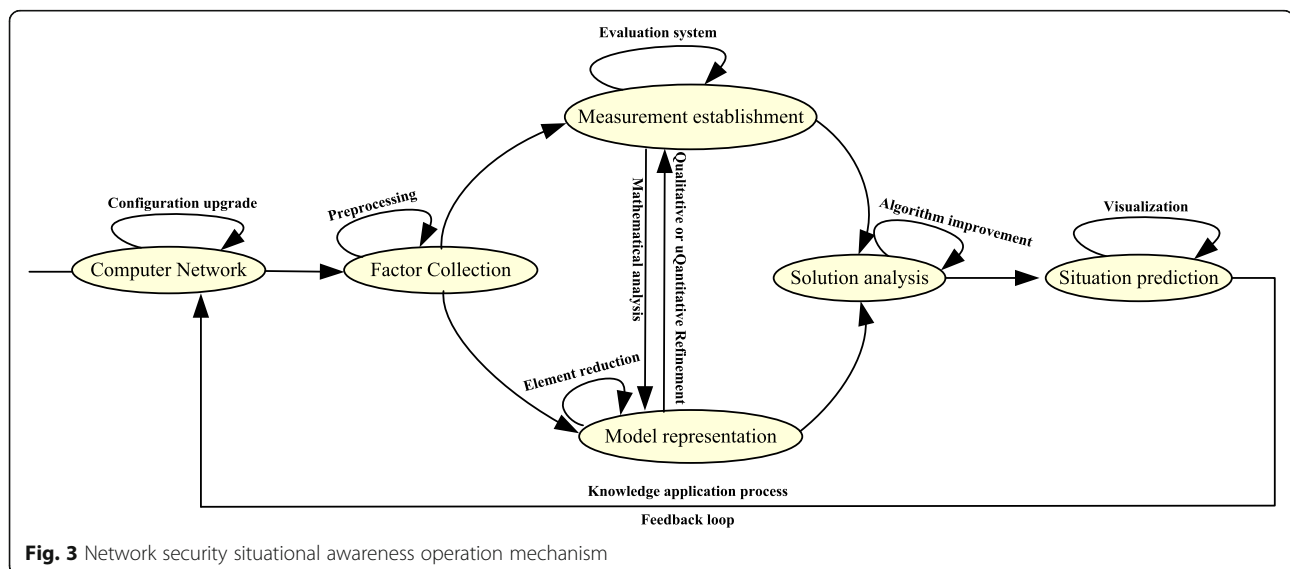 Evaluation system
Measurement establishment
Configuration upgrade
Preprocessing
Mathematical analysis
Qualitative or uQantitative Refinement
Algorithm improvement
Visualization
Computer Network
Factor Collection
Solution analysis
Situation prediction
Element reduction
Model representation
Knowledge application process
Feedback loop
Fig. 3 Network security situational awareness operation mechanism